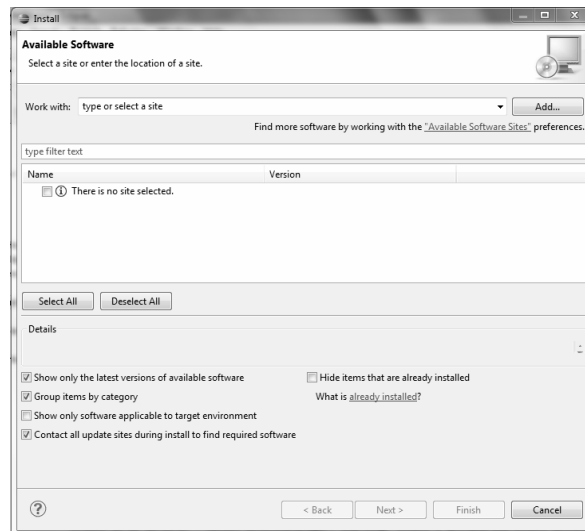 Install
Available Software
Select a site or enter the location of a site.
Work with: type or select a site Add...
Find more software by working with the "Available Software Sites" preferences.
type filter text
Name Version
There is no site selected.
Select All Deselect All
Details
Show only the latest versions of available software Hide items that are already installed
Group items by category What is already installed?
Show only software applicable to target environment
Contact all update sites during install to find required software
? < Back Next > Finish Cancel